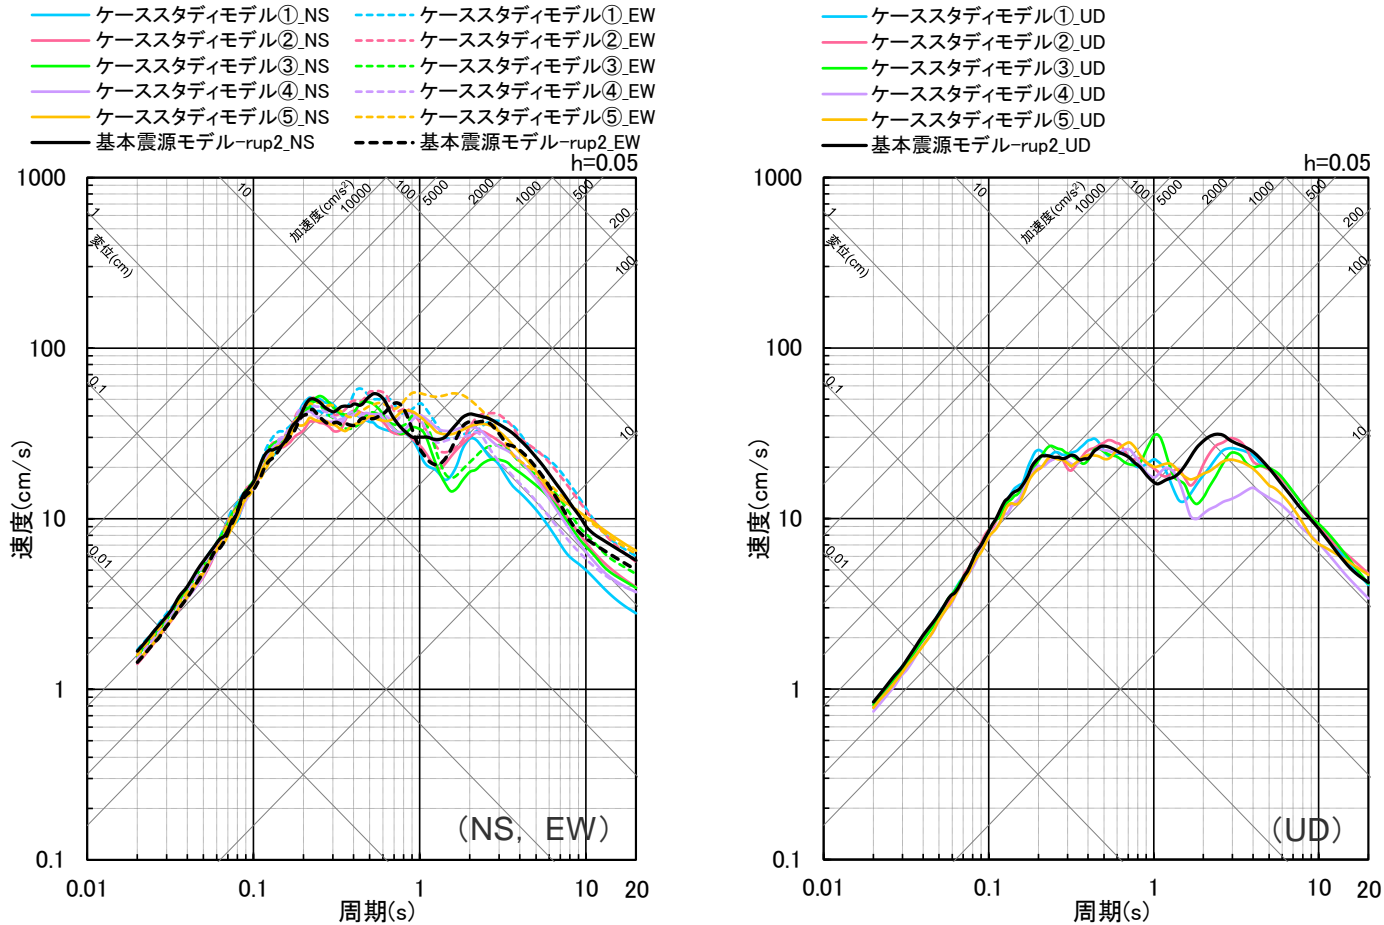 ケーススタディモデル①_NS
ケーススタディモデル①_EW
ケーススタディモデル②_NS
ケーススタディモデル②_EW
ケーススタディモデル③_NS
ケーススタディモデル③_EW
ケーススタディモデル④_NS
ケーススタディモデル④_EW
ケーススタディモデル⑤_NS
ケーススタディモデル⑤_EW
基本震源モデル-rup2_NS
基本震源モデル-rup2_EW
h=0.05
1000
100
10
1
0.1
速度(cm/s)
1
変位(cm)
10
加速度(cm/s²)
10000
100
5000
2000
1000
500
200
100
10
0.1
0.01
(NS, EW)
0.01
0.1
1
10
20
周期(s)
ケーススタディモデル①_UD
ケーススタディモデル②_UD
ケーススタディモデル③_UD
ケーススタディモデル④_UD
ケーススタディモデル⑤_UD
基本震源モデル-rup2_UD
h=0.05
1000
100
10
1
0.1
速度(cm/s)
1
変位(cm)
10
加速度(cm/s²)
10000
100
5000
2000
1000
500
200
100
10
0.1
0.01
(UD)
0.01
0.1
1
10
20
周期(s)